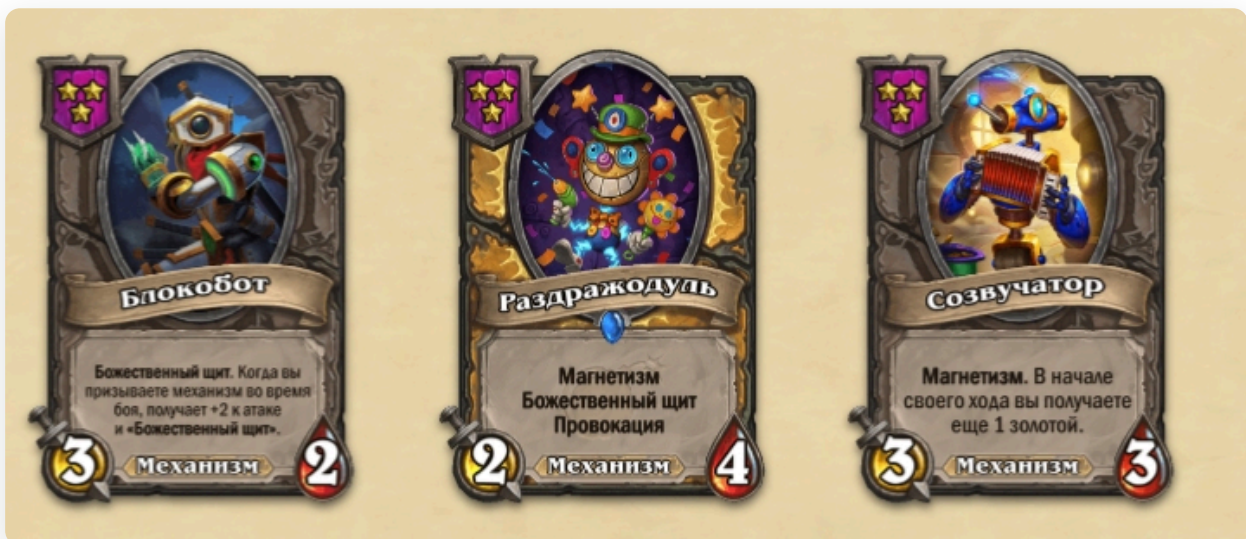 Блокобот
Божественный щит. Когда вы
призываете механизм во время
боя, получает +2 к атаке
и «Божественный щит».
3
Механизм
2
Раздражодуль
Магнетизм
Божественный щит
Провокация
2
Механизм
4
Созвучатор
Магнетизм. В начале
своего хода вы получаете
еще 1 золотой.
3
Механизм
3